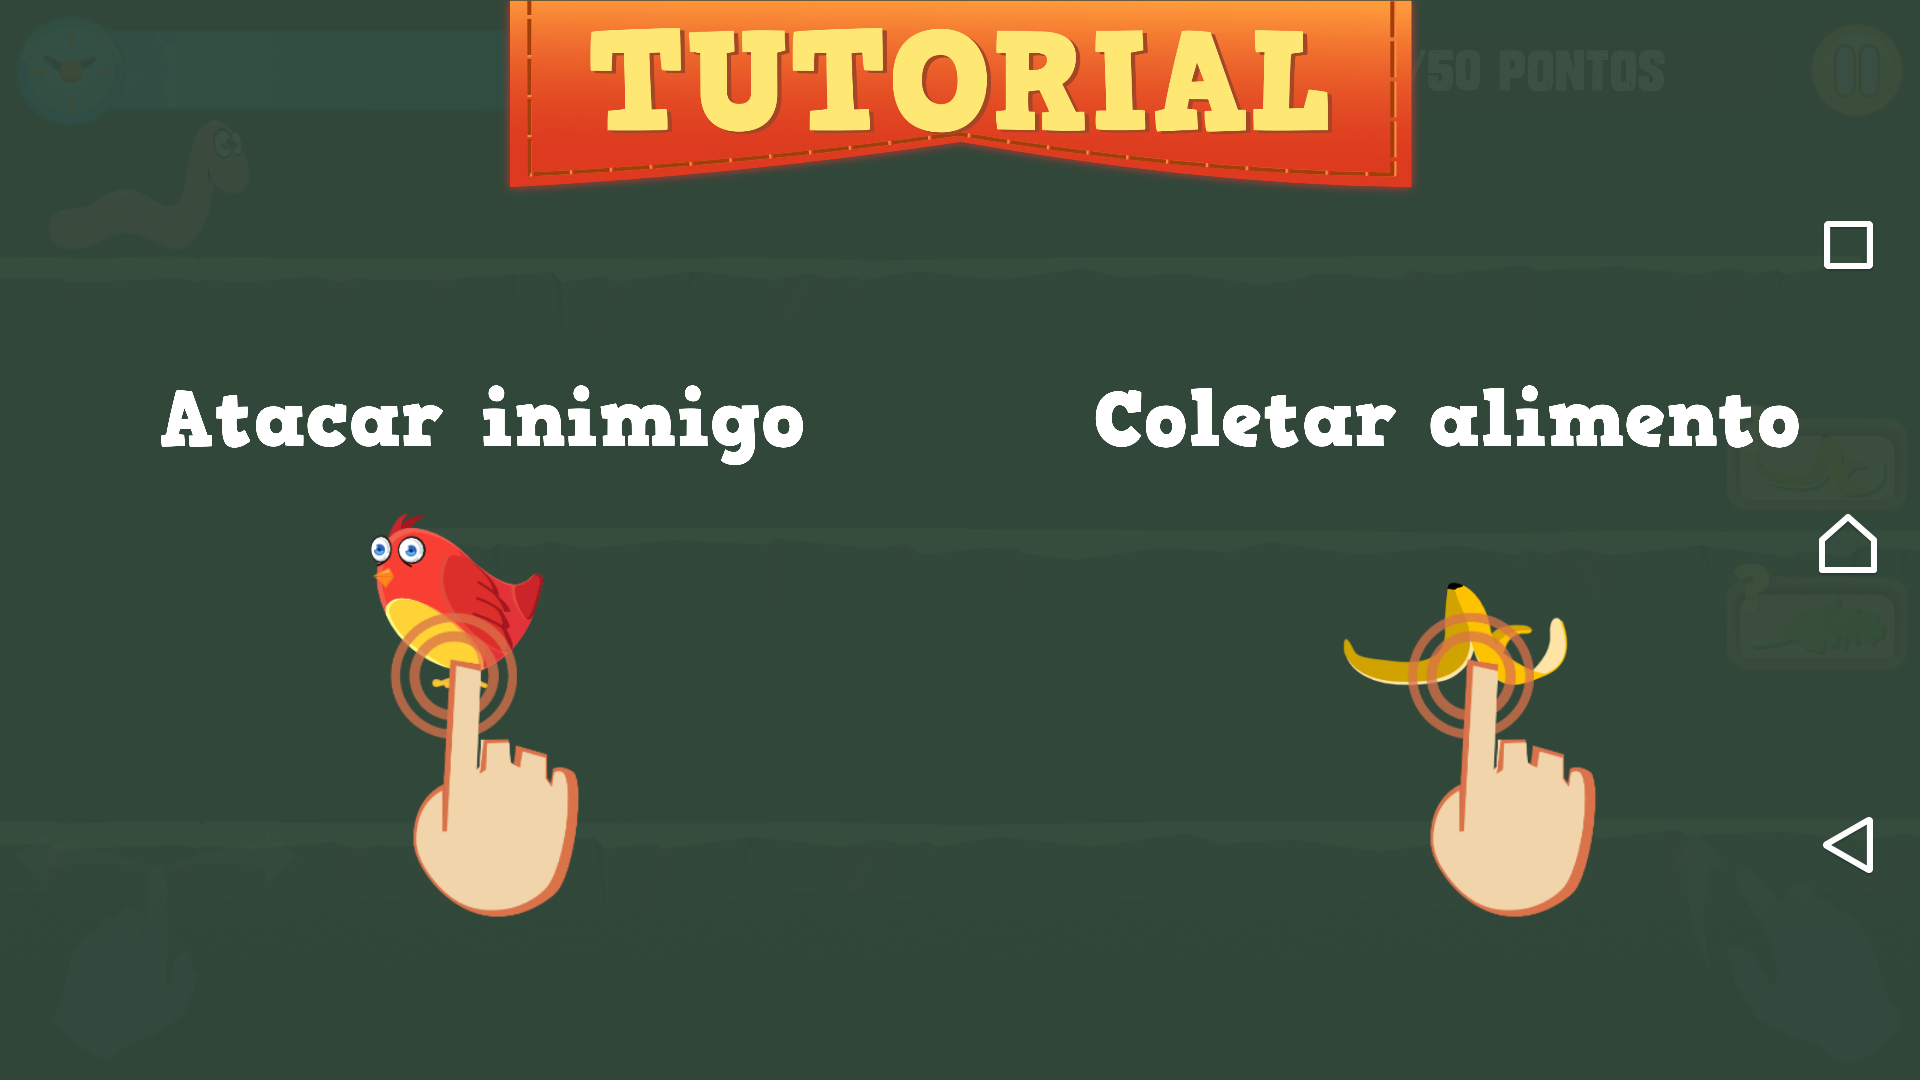 TUTORIAL
/50 PONTOS
Atacar inimigo
Coletar alimento